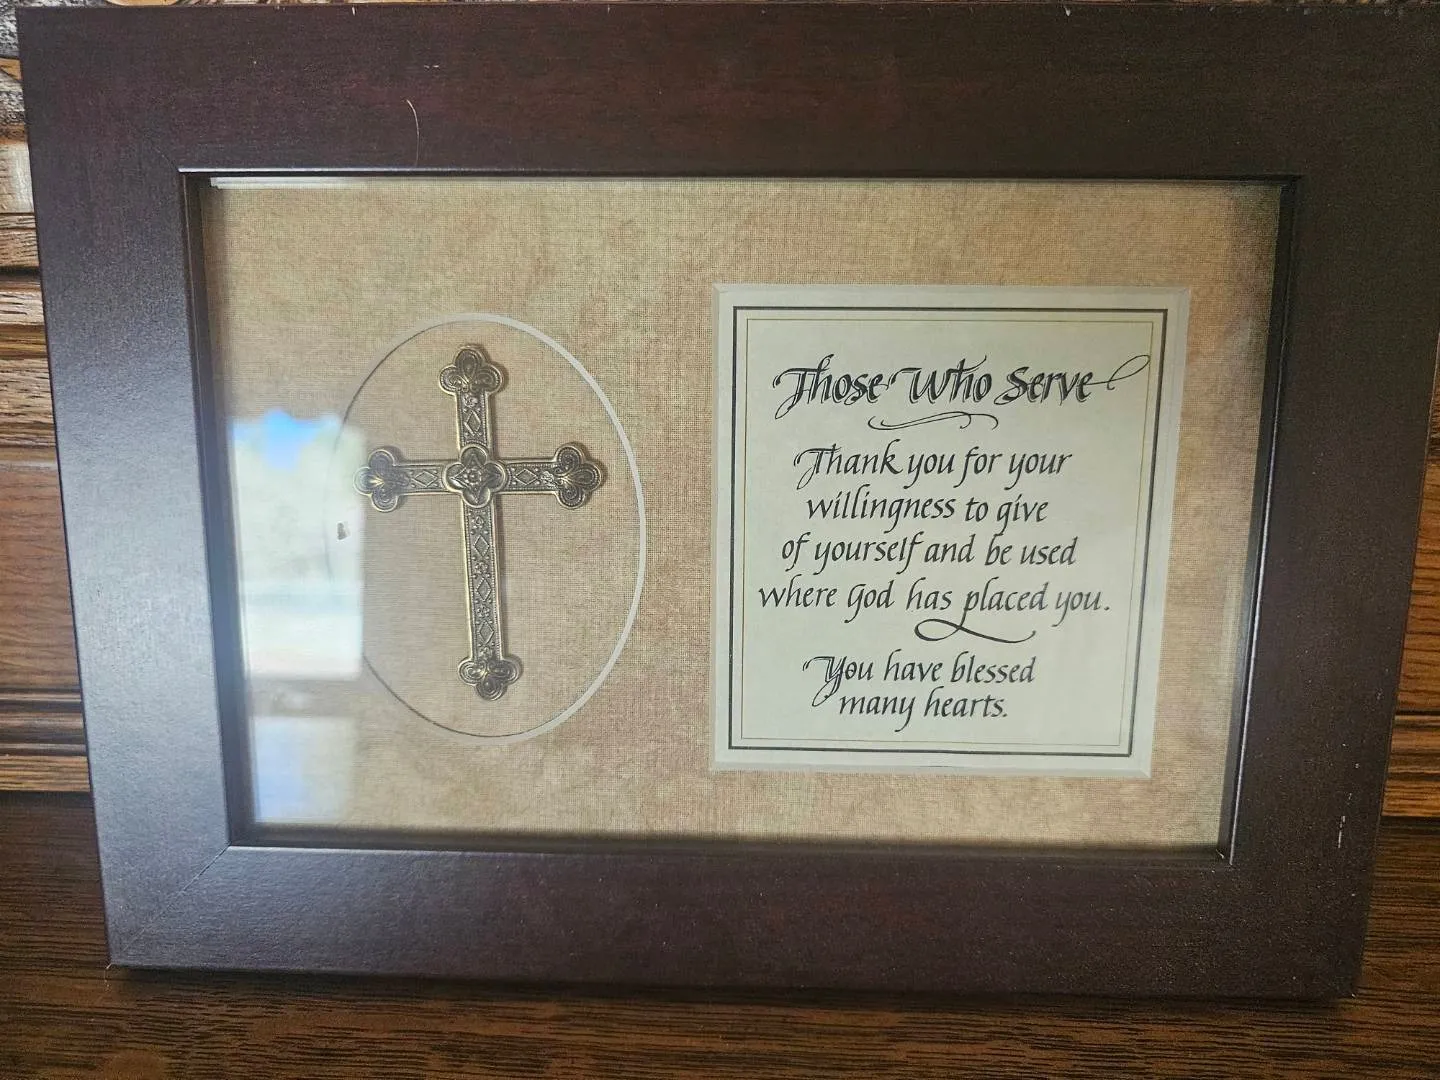 Those Who Serve
Thank you for your
willingness to give
of yourself and be used
where God has placed you.
You have blessed
many hearts.